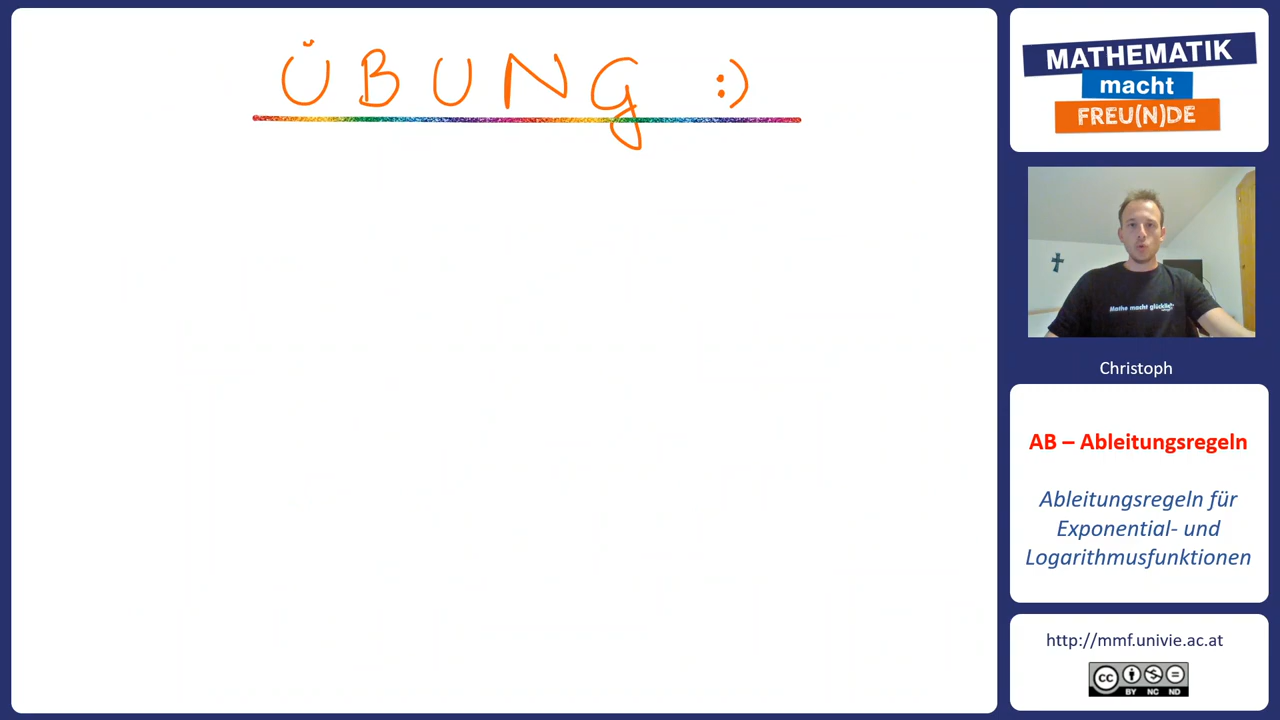 ÜBUNG :)
MATHEMATIK
macht
FREU(N)DE
Mathe macht glücklich
Christoph
AB – Ableitungsregeln
Ableitungsregeln für
Exponential- und
Logarithmusfunktionen
http://mmf.univie.ac.at
cc
BY NC ND